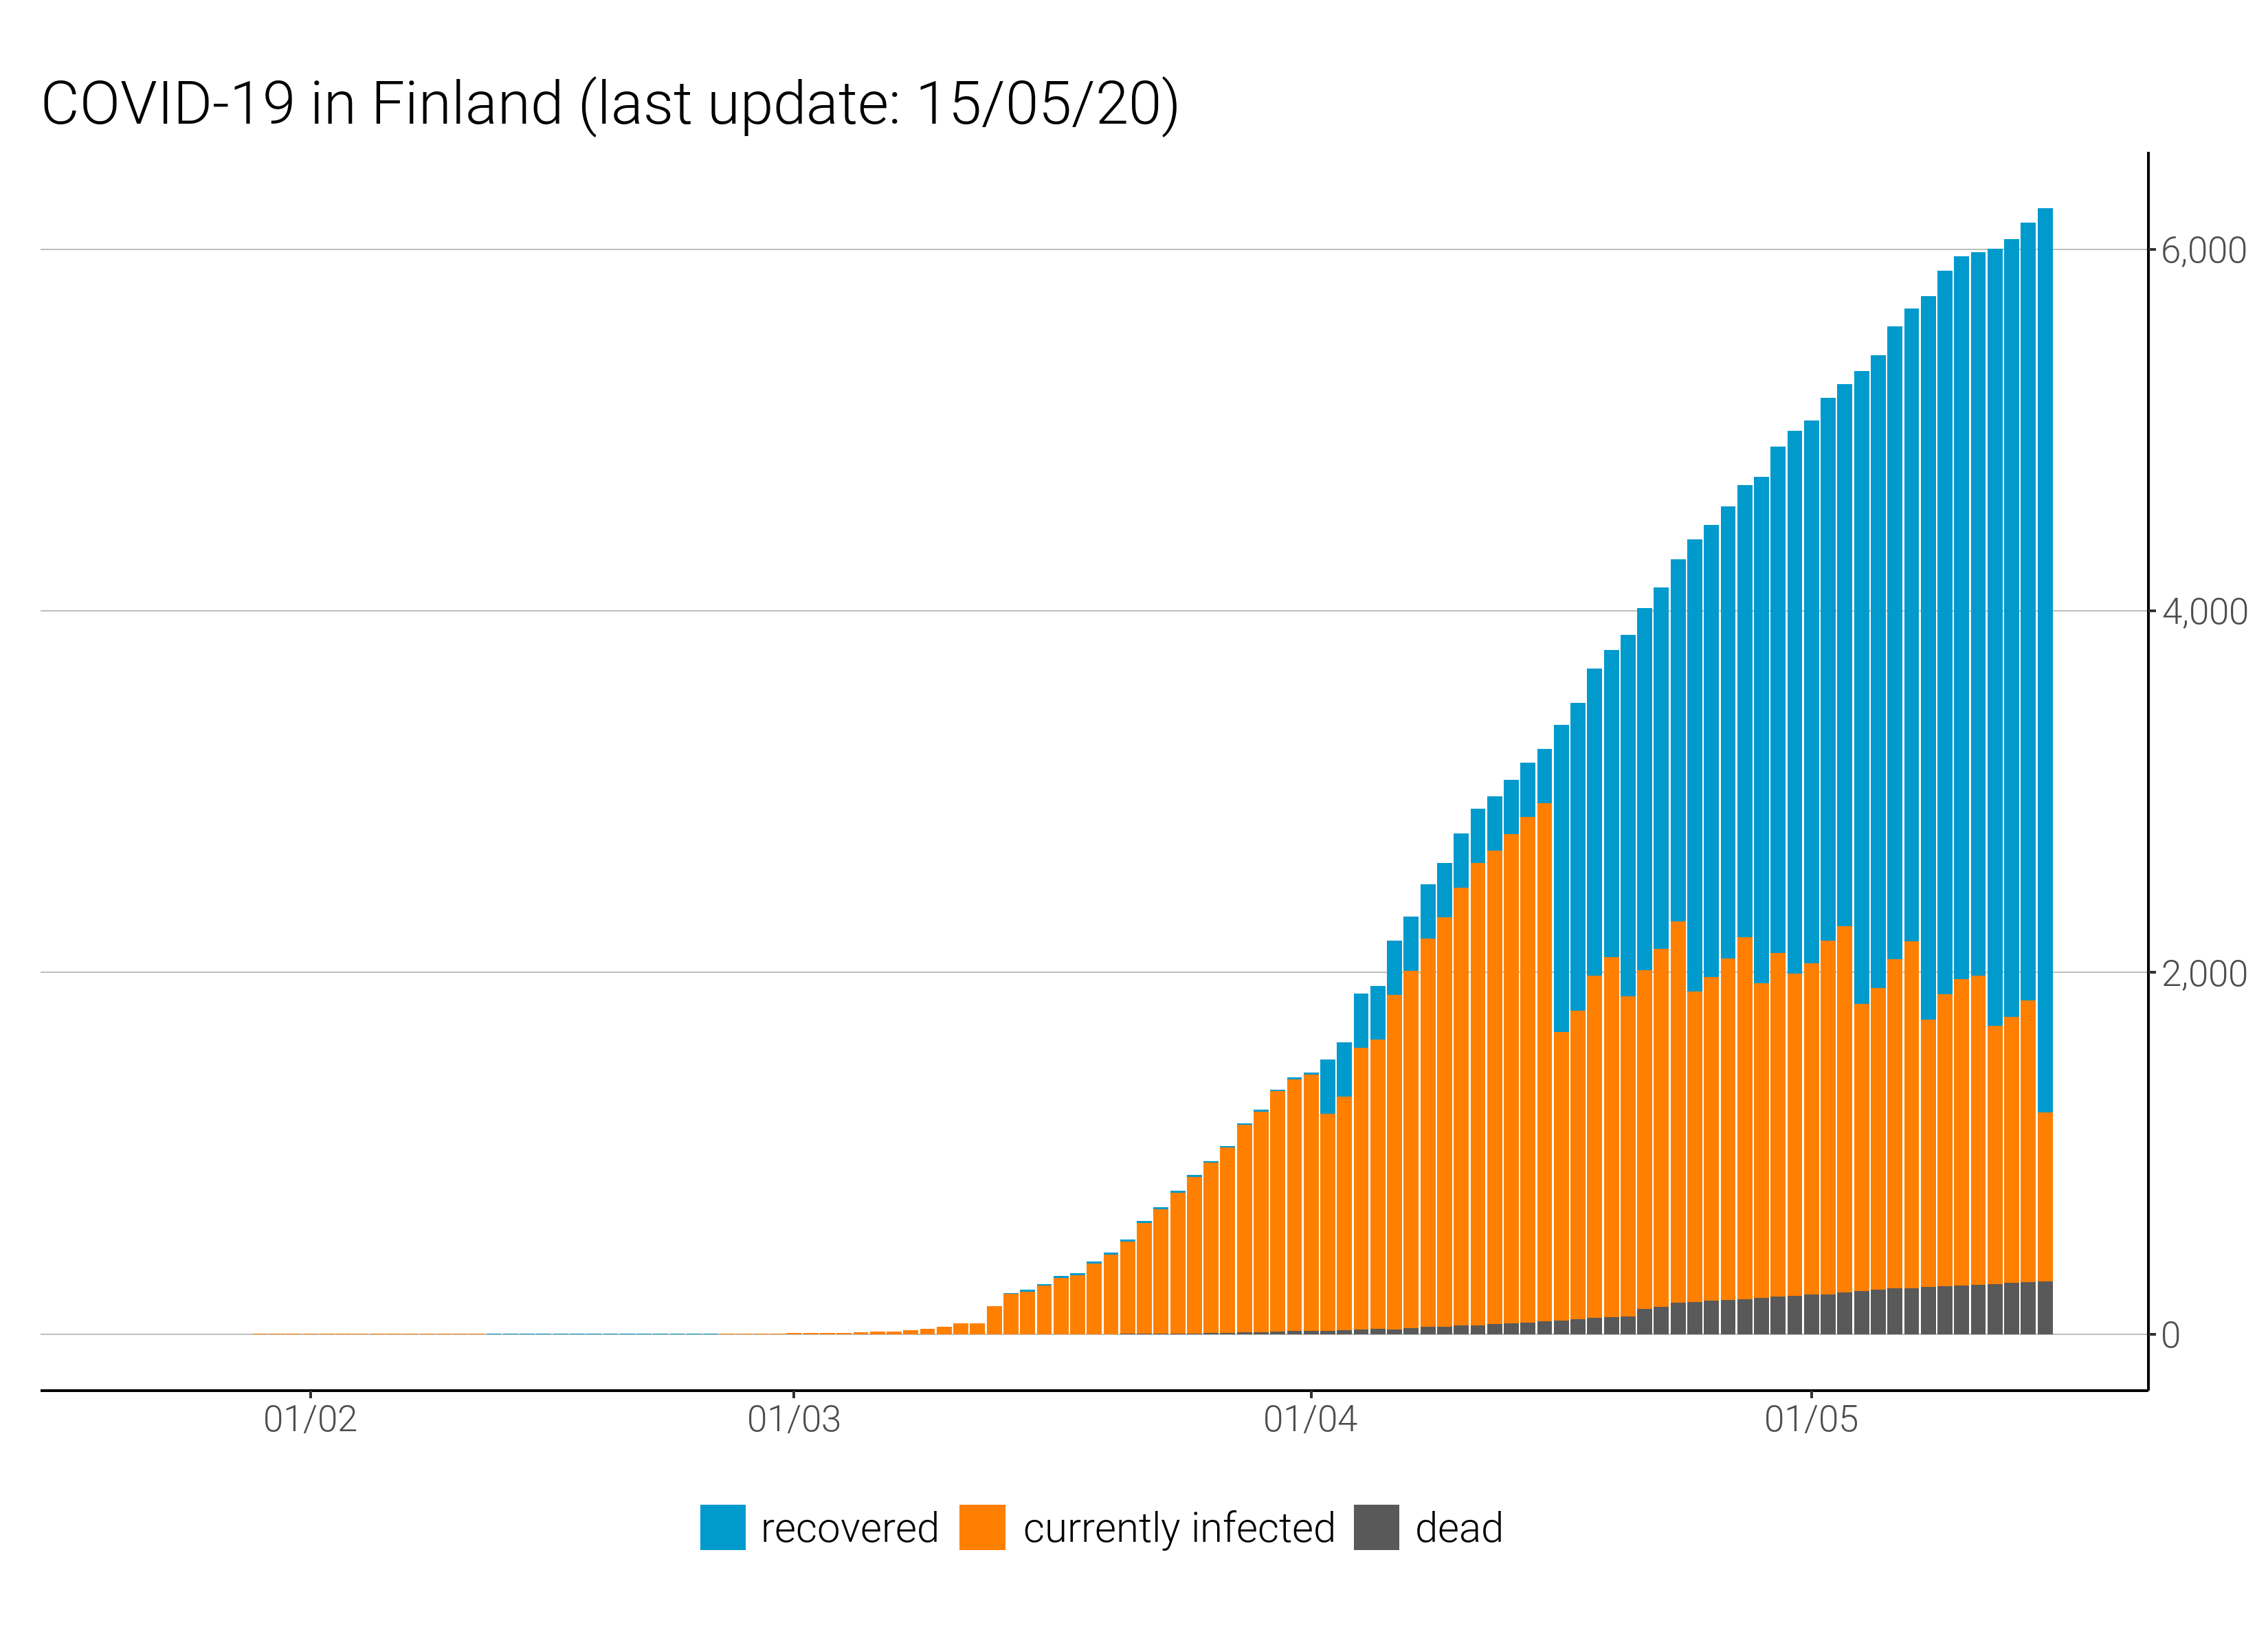 COVID-19 in Finland (last update: 15/05/20)
6,000
4,000
2,000
0
01/02 01/03 01/04 01/05
recovered currently infected dead